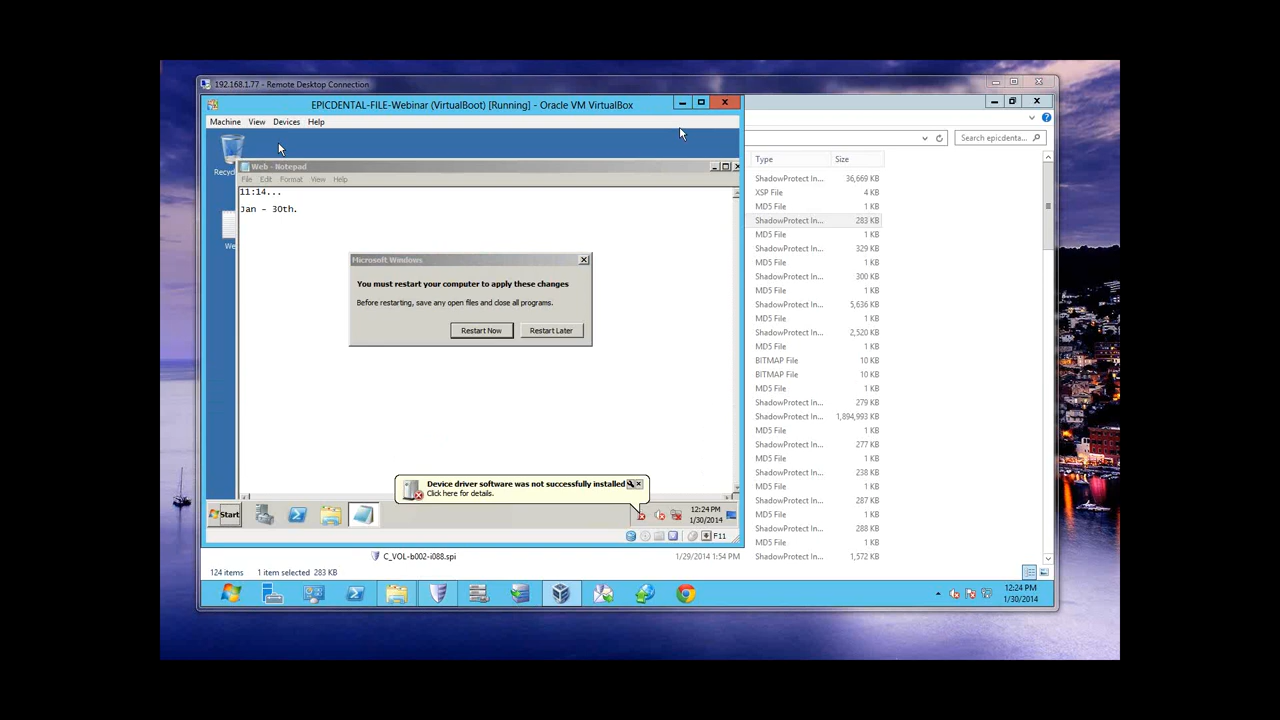 192.168.1.77 - Remote Desktop Connection
EPICDENTAL-FILE-Webinar (VirtualBoot) [Running] - Oracle VM VirtualBox
Machine View Devices Help
Search epicdenta...
Recyc
Web - Notepad
File Edit Format View Help
11:14...
Jan - 30th.
We
Microsoft Windows
You must restart your computer to apply these changes
Before restarting, save any open files and close all programs.
Restart Now Restart Later
Device driver software was not successfully installed
Click here for details.
Start
12:24 PM
1/30/2014
F11
Type Size
ShadowProtect In... 36,669 KB
XSP File 4 KB
MD5 File 1 KB
ShadowProtect In... 283 KB
MD5 File 1 KB
ShadowProtect In... 329 KB
MD5 File 1 KB
ShadowProtect In... 300 KB
MD5 File 1 KB
ShadowProtect In... 5,636 KB
MD5 File 1 KB
ShadowProtect In... 2,520 KB
MD5 File 1 KB
BITMAP File 10 KB
BITMAP File 10 KB
MD5 File 1 KB
ShadowProtect In... 279 KB
ShadowProtect In... 1,894,993 KB
MD5 File 1 KB
ShadowProtect In... 277 KB
MD5 File 1 KB
ShadowProtect In... 238 KB
MD5 File 1 KB
ShadowProtect In... 287 KB
MD5 File 1 KB
ShadowProtect In... 288 KB
MD5 File 1 KB
C_VOL-b002-i088.spi 1/29/2014 1:54 PM ShadowProtect In... 1,572 KB
124 items 1 item selected 283 KB
12:24 PM
1/30/2014